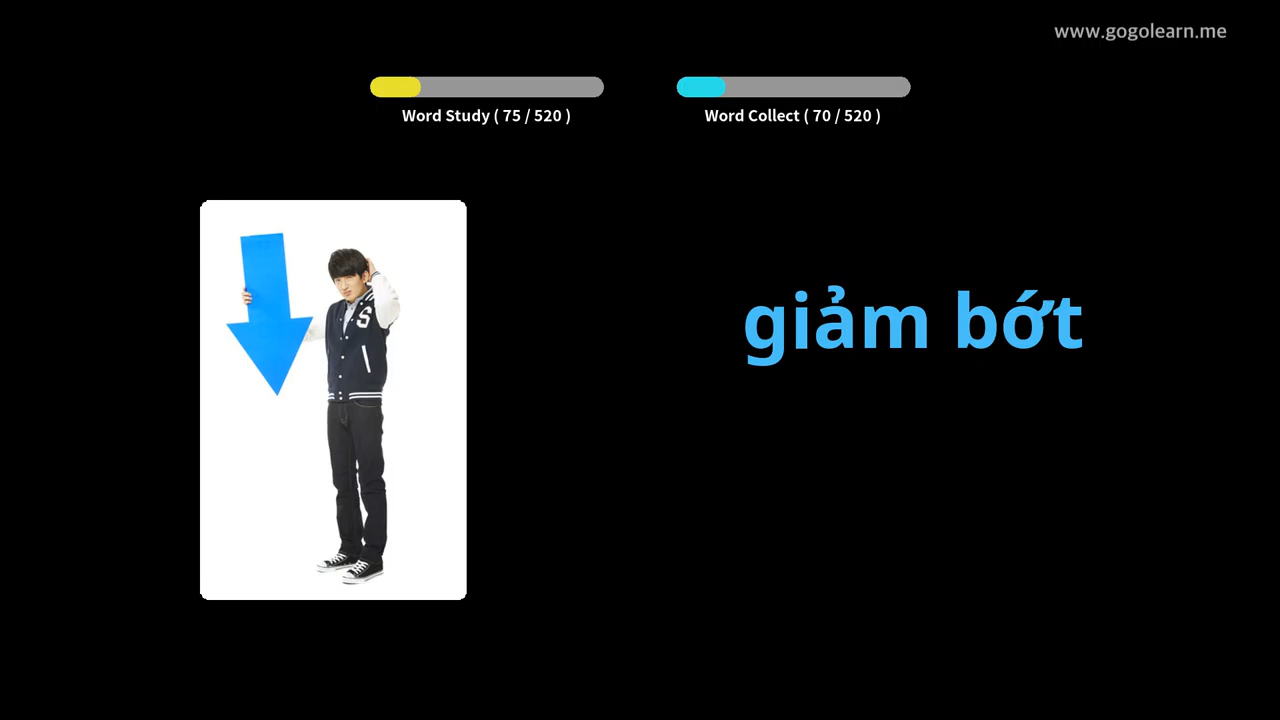 www.gogolearn.me
Word Study ( 75 / 520 )
Word Collect ( 70 / 520 )
S
giảm bớt